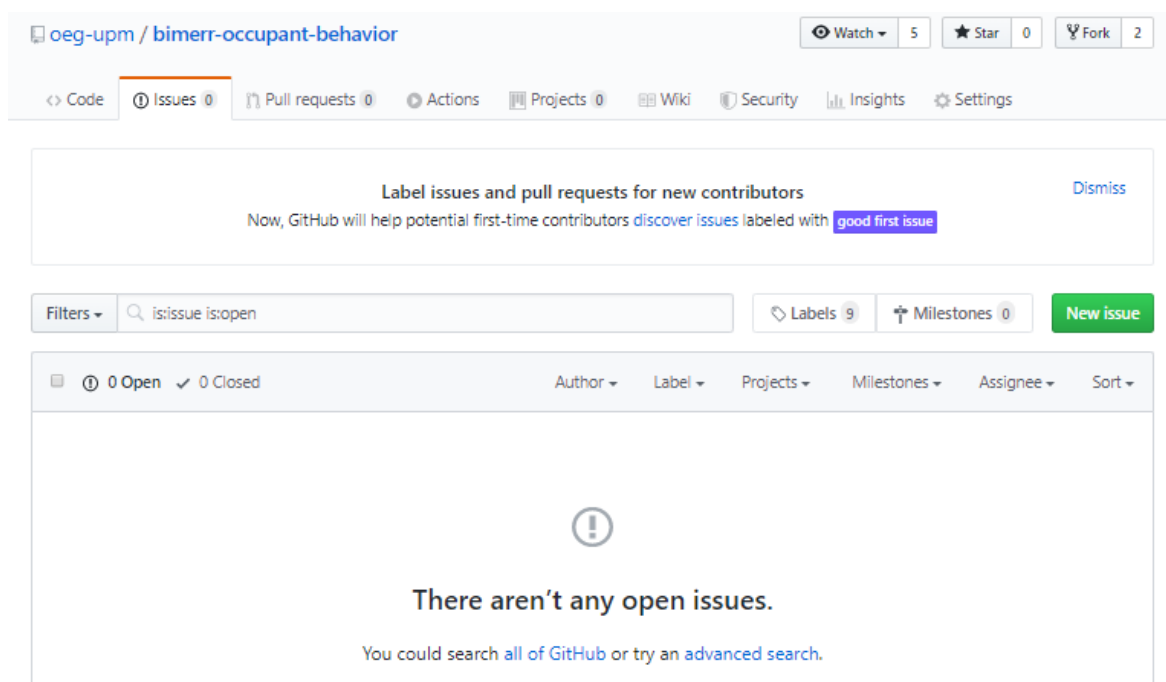 oeg-upm / bimerr-occupant-behavior Watch 5 Star 0 Fork 2
<> Code Issues 0 Pull requests 0 Actions Projects 0 Wiki Security Insights Settings
Label issues and pull requests for new contributors Dismiss
Now, GitHub will help potential first-time contributors discover issues labeled with good first issue
Filters is:issue is:open Labels 9 Milestones 0 New issue
0 Open 0 Closed Author Label Projects Milestones Assignee Sort
There aren't any open issues.
You could search all of GitHub or try an advanced search.